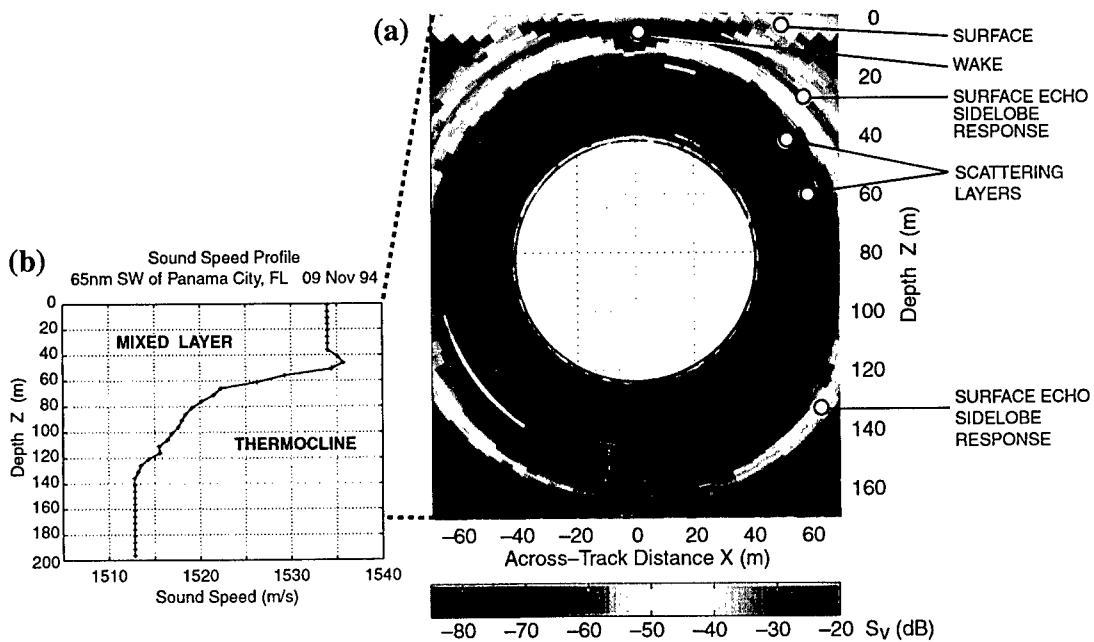 (a)
0
20
40
60
80
100
120
140
160
Depth Z (m)
SURFACE
WAKE
SURFACE ECHO
SIDELOBE
RESPONSE
SCATTERING
LAYERS
SURFACE ECHO
SIDELOBE
RESPONSE
−60 −40 −20 0 20 40 60
Across−Track Distance X (m)
−80 −70 −60 −50 −40 −30 −20 Sv (dB)
(b)
Sound Speed Profile
65nm SW of Panama City, FL 09 Nov 94
0
20
40
60
80
100
120
140
160
180
200
Depth Z (m)
MIXED LAYER
THERMOCLINE
1510 1520 1530 1540
Sound Speed (m/s)